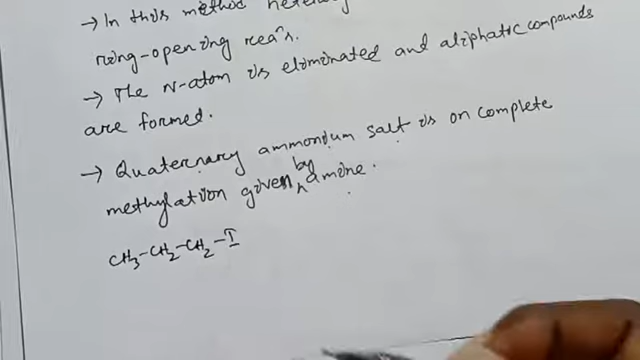 → In this method
ring-opening reacn.
→ The N-atom is eliminated and aliphatic compounds
are formed.
→ Quaternary ammonium salt is on complete
methylation given by amine.
CH3-CH2-CH2-I